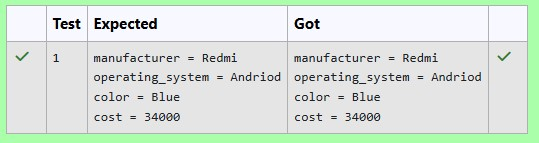 Test Expected Got
1 manufacturer = Redmi manufacturer = Redmi
operating_system = Andriod operating_system = Andriod
color = Blue color = Blue
cost = 34000 cost = 34000